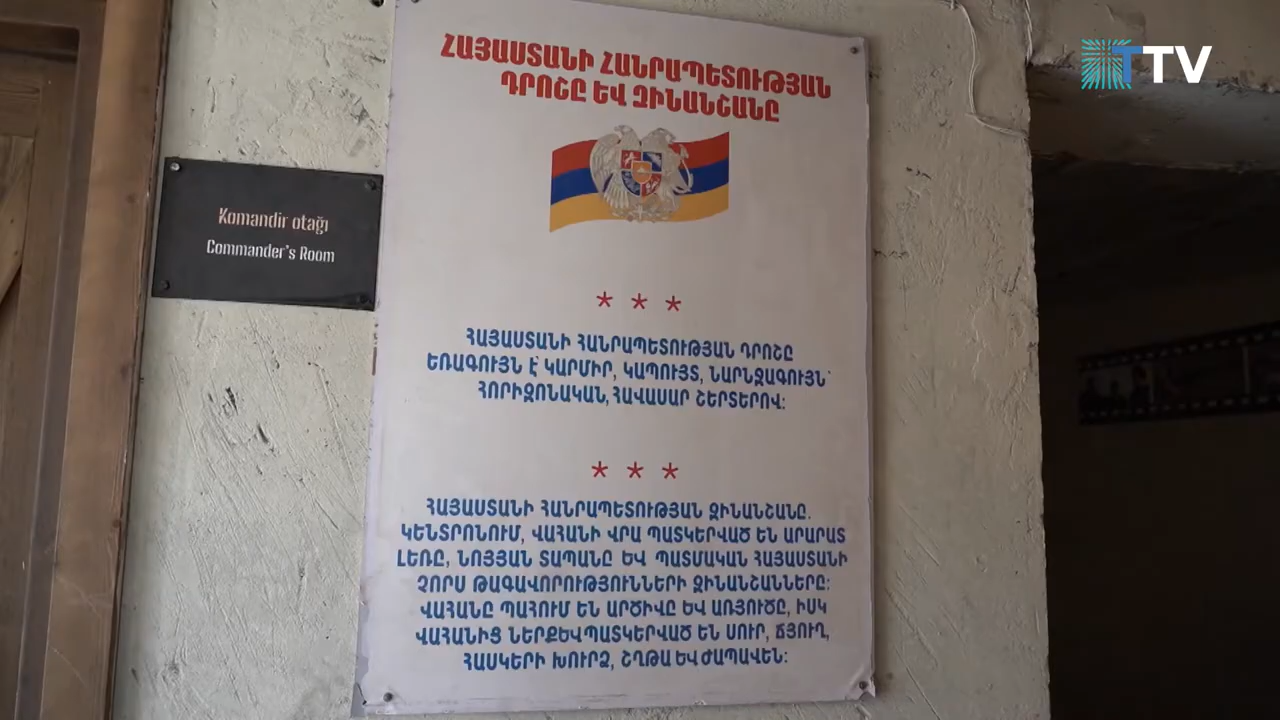 TTV
Komandir otağı
Commander's Room
ՀԱՅԱՍՏԱՆԻ ՀԱՆՐԱՊԵՏՈՒԹՅԱՆ
ԴՐՈՇԸ ԵՎ ԶԻՆԱՆՇԱՆԸ
* * *
ՀԱՅԱՍՏԱՆԻ ՀԱՆՐԱՊԵՏՈՒԹՅԱՆ ԴՐՈՇԸ
ԵՌԱԳՈՒՅՆ Է՝ ԿԱՐՄԻՐ, ԿԱՊՈՒՅՏ, ՆԱՐՆՋԱԳՈՒՅՆ՝
ՀՈՐԻԶՈՆԱԿԱՆ, ՀԱՎԱՍԱՐ ՇԵՐՏԵՐՈՎ:
* * *
ՀԱՅԱՍՏԱՆԻ ՀԱՆՐԱՊԵՏՈՒԹՅԱՆ ԶԻՆԱՆՇԱՆԸ.
ԿԵՆՏՐՈՆՈՒՄ, ՎԱՀԱՆԻ ՎՐԱ ՊԱՏԿԵՐՎԱԾ ԵՆ ԱՐԱՐԱՏ
ԼԵՌԸ, ՆՈՅՅԱՆ ՏԱՊԱՆԸ ԵՎ ՊԱՏՄԱԿԱՆ ՀԱՅԱՍՏԱՆԻ
ՉՈՐՍ ԹԱԳԱՎՈՐՈՒԹՅՈՒՆՆԵՐԻ ԶԻՆԱՆՇԱՆՆԵՐԸ:
ՎԱՀԱՆԸ ՊԱՀՈՒՄ ԵՆ ԱՐԾԻՎԸ ԵՎ ԱՌՅՈՒԾԸ, ԻՍԿ
ՎԱՀԱՆԻՑ ՆԵՐՔԵՎ ՊԱՏԿԵՐՎԱԾ ԵՆ ՍՈՒՐ, ՃՅՈՒՂ,
ՀԱՍԿԵՐԻ ԽՈՒՐՁ, ՇՂԹԱ ԵՎ ԺԱՊԱՎԵՆ: